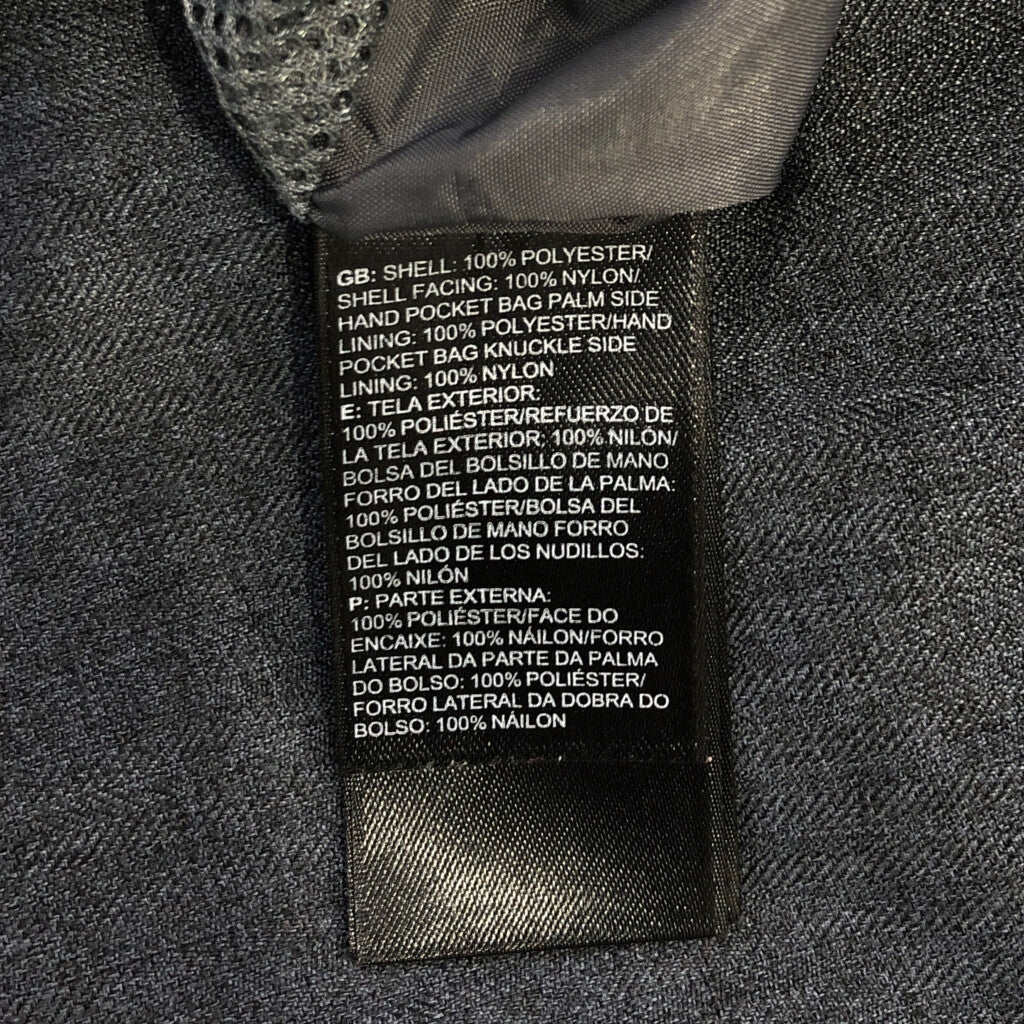 GB: SHELL: 100% POLYESTER/
SHELL FACING: 100% NYLON/
HAND POCKET BAG PALM SIDE
LINING: 100% POLYESTER/HAND
POCKET BAG KNUCKLE SIDE
LINING: 100% NYLON
E: TELA EXTERIOR:
100% POLIÉSTER/REFUERZO DE
LA TELA EXTERIOR: 100% NILÓN/
BOLSA DEL BOLSILLO DE MANO
FORRO DEL LADO DE LA PALMA:
100% POLIÉSTER/BOLSA DEL
BOLSILLO DE MANO FORRO
DEL LADO DE LOS NUDILLOS:
100% NILÓN
P: PARTE EXTERNA:
100% POLIÉSTER/FACE DO
ENCAIXE: 100% NÁILON/FORRO
LATERAL DA PARTE DA PALMA
DO BOLSO: 100% POLIÉSTER/
FORRO LATERAL DA DOBRA DO
BOLSO: 100% NÁILON